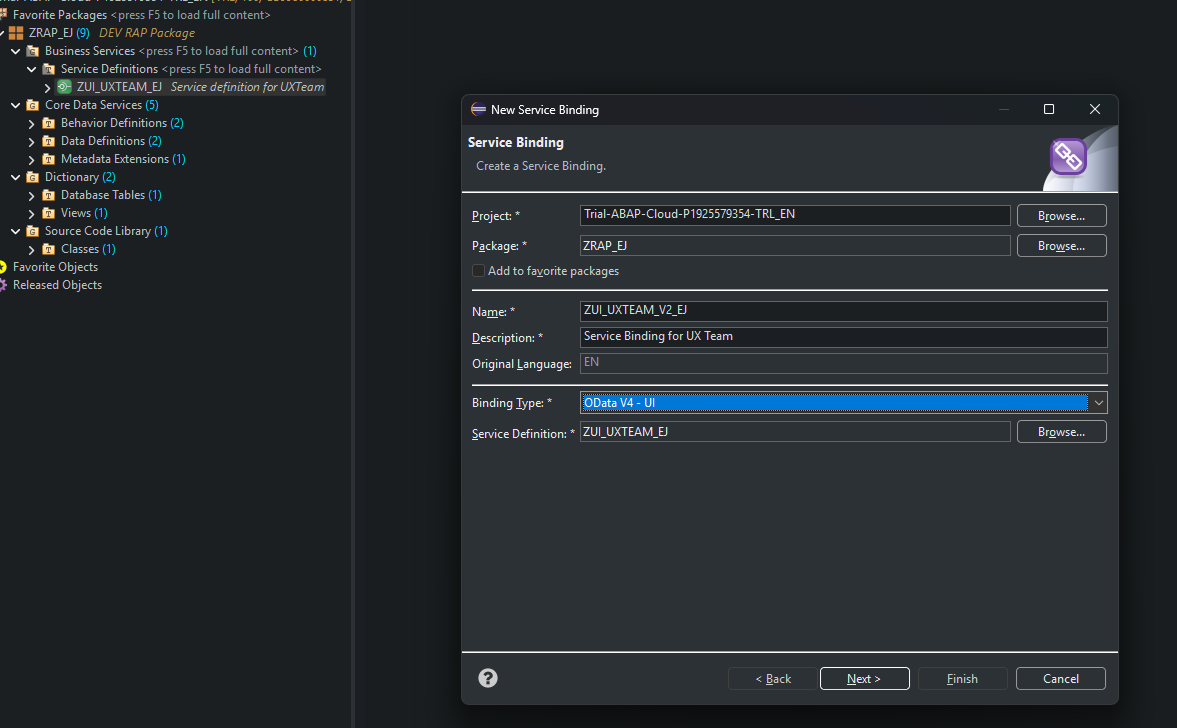 Favorite Packages <press F5 to load full content>
ZRAP_EJ (9) DEV RAP Package
Business Services <press F5 to load full content> (1)
Service Definitions <press F5 to load full content>
ZUI_UXTEAM_EJ Service definition for UXTeam
Core Data Services (5)
Behavior Definitions (2)
Data Definitions (2)
Metadata Extensions (1)
Dictionary (2)
Database Tables (1)
Views (1)
Source Code Library (1)
Classes (1)
Favorite Objects
Released Objects
New Service Binding
Service Binding
Create a Service Binding.
Project: * Trial-ABAP-Cloud-P1925579354-TRL_EN Browse...
Package: * ZRAP_EJ Browse...
Add to favorite packages
Name: * ZUI_UXTEAM_V2_EJ
Description: * Service Binding for UX Team
Original Language: EN
Binding Type: * OData V4 - UI
Service Definition: * ZUI_UXTEAM_EJ Browse...
? < Back Next > Finish Cancel